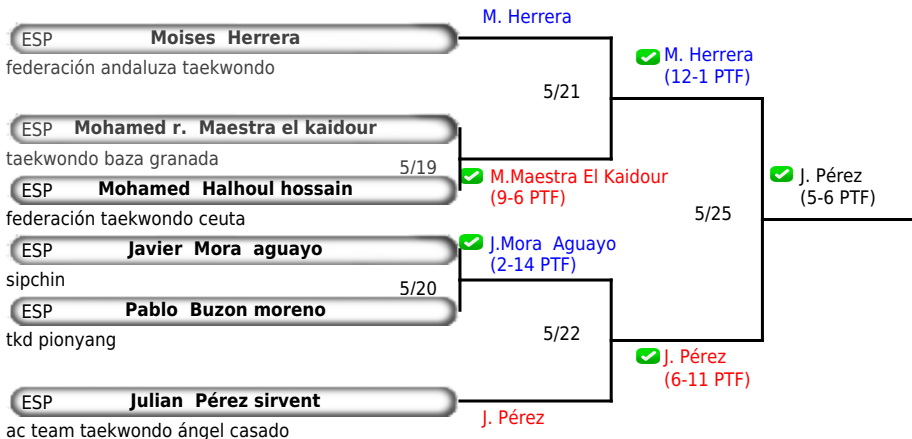 M. Herrera
ESP Moises Herrera
federación andaluza taekwondo
M. Herrera
(12-1 PTF)
5/21
ESP Mohamed r. Maestra el kaidour
taekwondo baza granada
5/19
M.Maestra El Kaidour
(9-6 PTF)
ESP Mohamed Halhoul hossain
federación taekwondo ceuta
J. Pérez
(5-6 PTF)
5/25
ESP Javier Mora aguayo
sipchin
J.Mora Aguayo
(2-14 PTF)
5/20
ESP Pablo Buzon moreno
tkd pionyang
5/22
J. Pérez
(6-11 PTF)
ESP Julian Pérez sirvent
ac team taekwondo ángel casado
J. Pérez